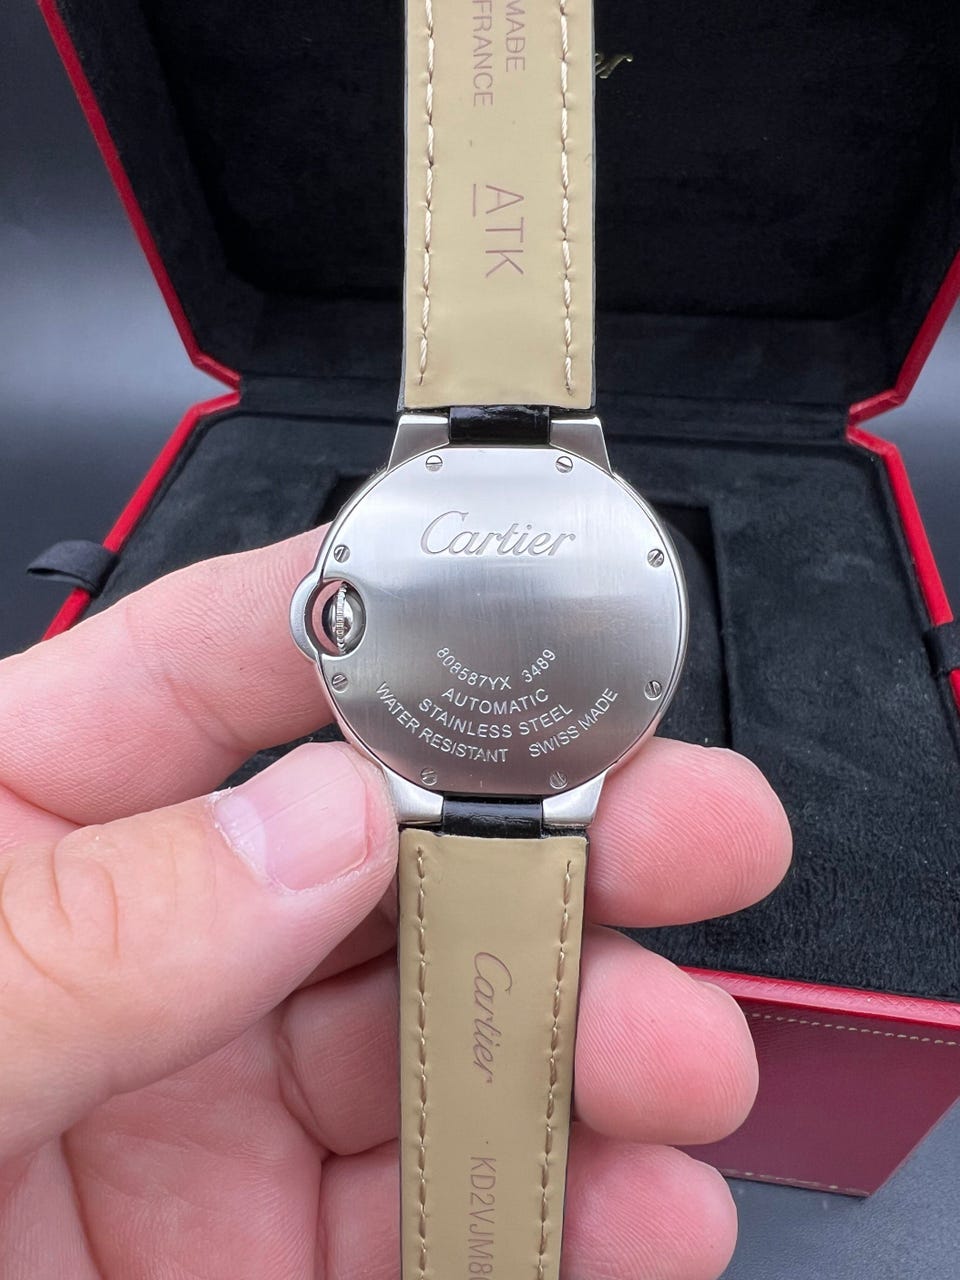 MADE
FRANCE
ATK
Cartier
808587YX 3489
AUTOMATIC
STAINLESS STEEL
WATER RESISTANT SWISS MADE
Cartier